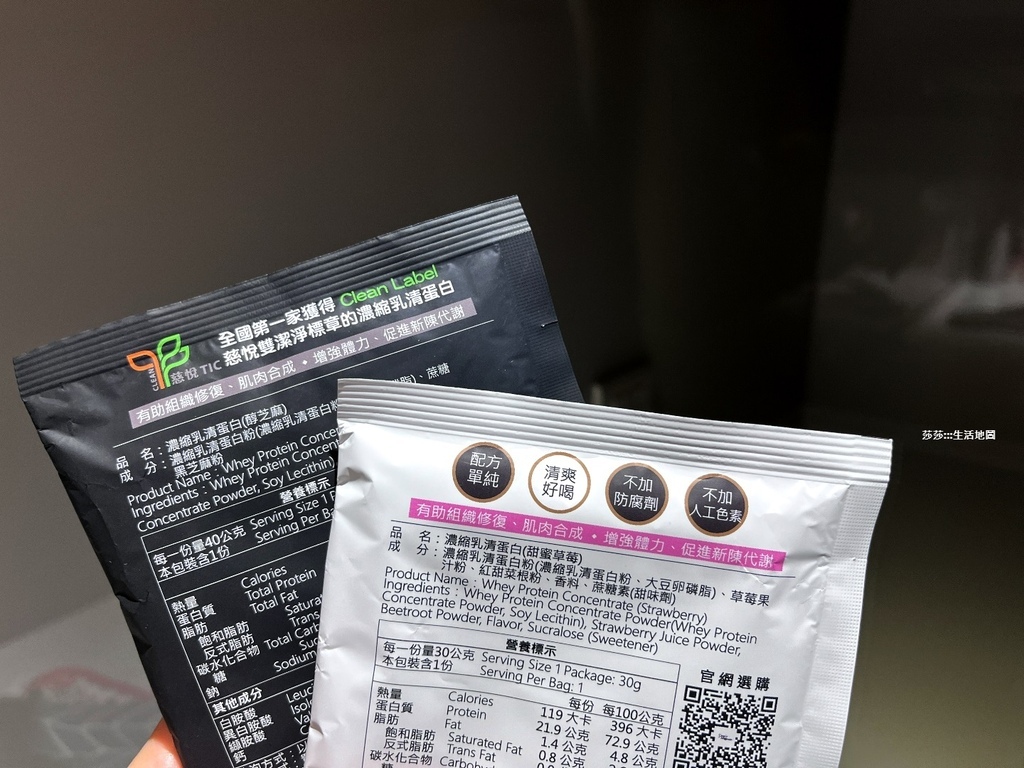 全國第一家獲得 Clean Label
慈悅雙潔淨標章的濃縮乳清蛋白
CLEAN
慈悅TIC
有助組織修復、肌肉合成•增強體力、促進新陳代謝
品 名：濃縮乳清蛋白(醇芝麻)
成 分：濃縮乳清蛋白粉(濃縮乳清蛋白粉 脂)、蔗糖
黑芝麻粉
Product Name：Whey Protein
Ingredients：Whey Protein
Concentrate Powder, Soy Lecithin)
營養標示
每一份量40公克 Serving Size 1
本包裝含1份 Serving Per
熱量 Calories
蛋白質 Total Protein
脂肪 Total Fat
飽和脂肪
反式脂肪
碳水化合物 Total
糖
鈉 Sodium
其他成分
白胺酸
異白胺酸
纈胺酸
鈣
配方
單純
清爽
好喝
不加
防腐劑
不加
人工色素
有助組織修復、肌肉合成•增強體力、促進新陳代謝
品 名：濃縮乳清蛋白(甜蜜草莓)
成 分：濃縮乳清蛋白粉(濃縮乳清蛋白粉、大豆卵磷脂)、草莓果
汁粉、紅甜菜根粉、香料、蔗糖素(甜味劑)
Product Name：Whey Protein Concentrate (Strawberry)
Ingredients：Whey Protein Concentrate Powder(Whey Protein
Concentrate Powder, Soy Lecithin), Strawberry Juice Powder,
Beetroot Powder, Flavor, Sucralose (Sweetener)
營養標示
每一份量30公克 Serving Size 1 Package: 30g
本包裝含1份 Serving Per Bag: 1
每份 每100公克
熱量 Calories 119 大卡 396 大卡
蛋白質 Protein 21.9 公克 72.9 公克
脂肪 Fat 1.4 公克 4.8 公克
飽和脂肪 Saturated Fat 0.8 公克
反式脂肪 Trans Fat
碳水化合物
官網選購
莎莎:::生活地圖